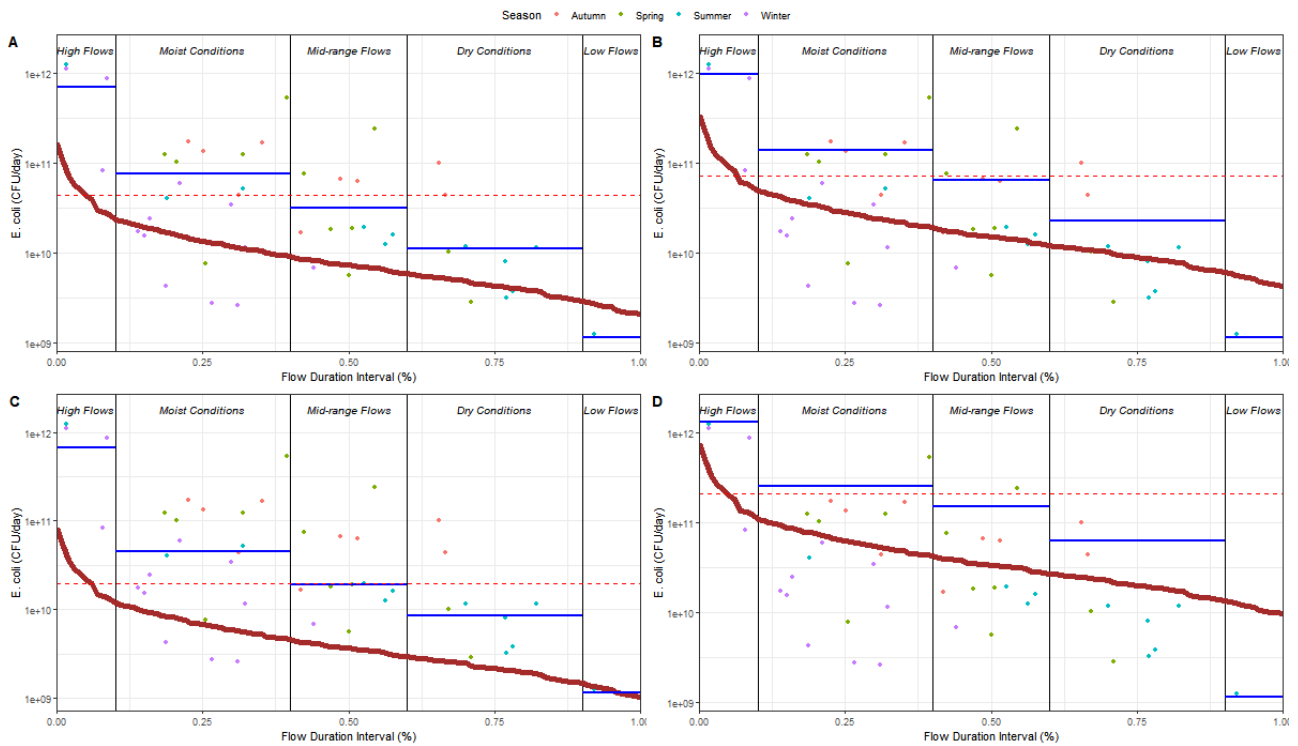 Season Autumn Spring Summer Winter
A
High Flows Moist Conditions Mid-range Flows Dry Conditions Low Flows
1e+12
1e+11
1e+10
1e+09
E. coli (CFU/day)
0.00 0.25 0.50 0.75 1.00
Flow Duration Interval (%)
B
High Flows Moist Conditions Mid-range Flows Dry Conditions Low Flows
1e+12
1e+11
1e+10
1e+09
E. coli (CFU/day)
0.00 0.25 0.50 0.75 1.00
Flow Duration Interval (%)
C
High Flows Moist Conditions Mid-range Flows Dry Conditions Low Flows
1e+12
1e+11
1e+10
1e+09
E. coli (CFU/day)
0.00 0.25 0.50 0.75 1.00
Flow Duration Interval (%)
D
High Flows Moist Conditions Mid-range Flows Dry Conditions Low Flows
1e+12
1e+11
1e+10
1e+09
E. coli (CFU/day)
0.00 0.25 0.50 0.75 1.00
Flow Duration Interval (%)